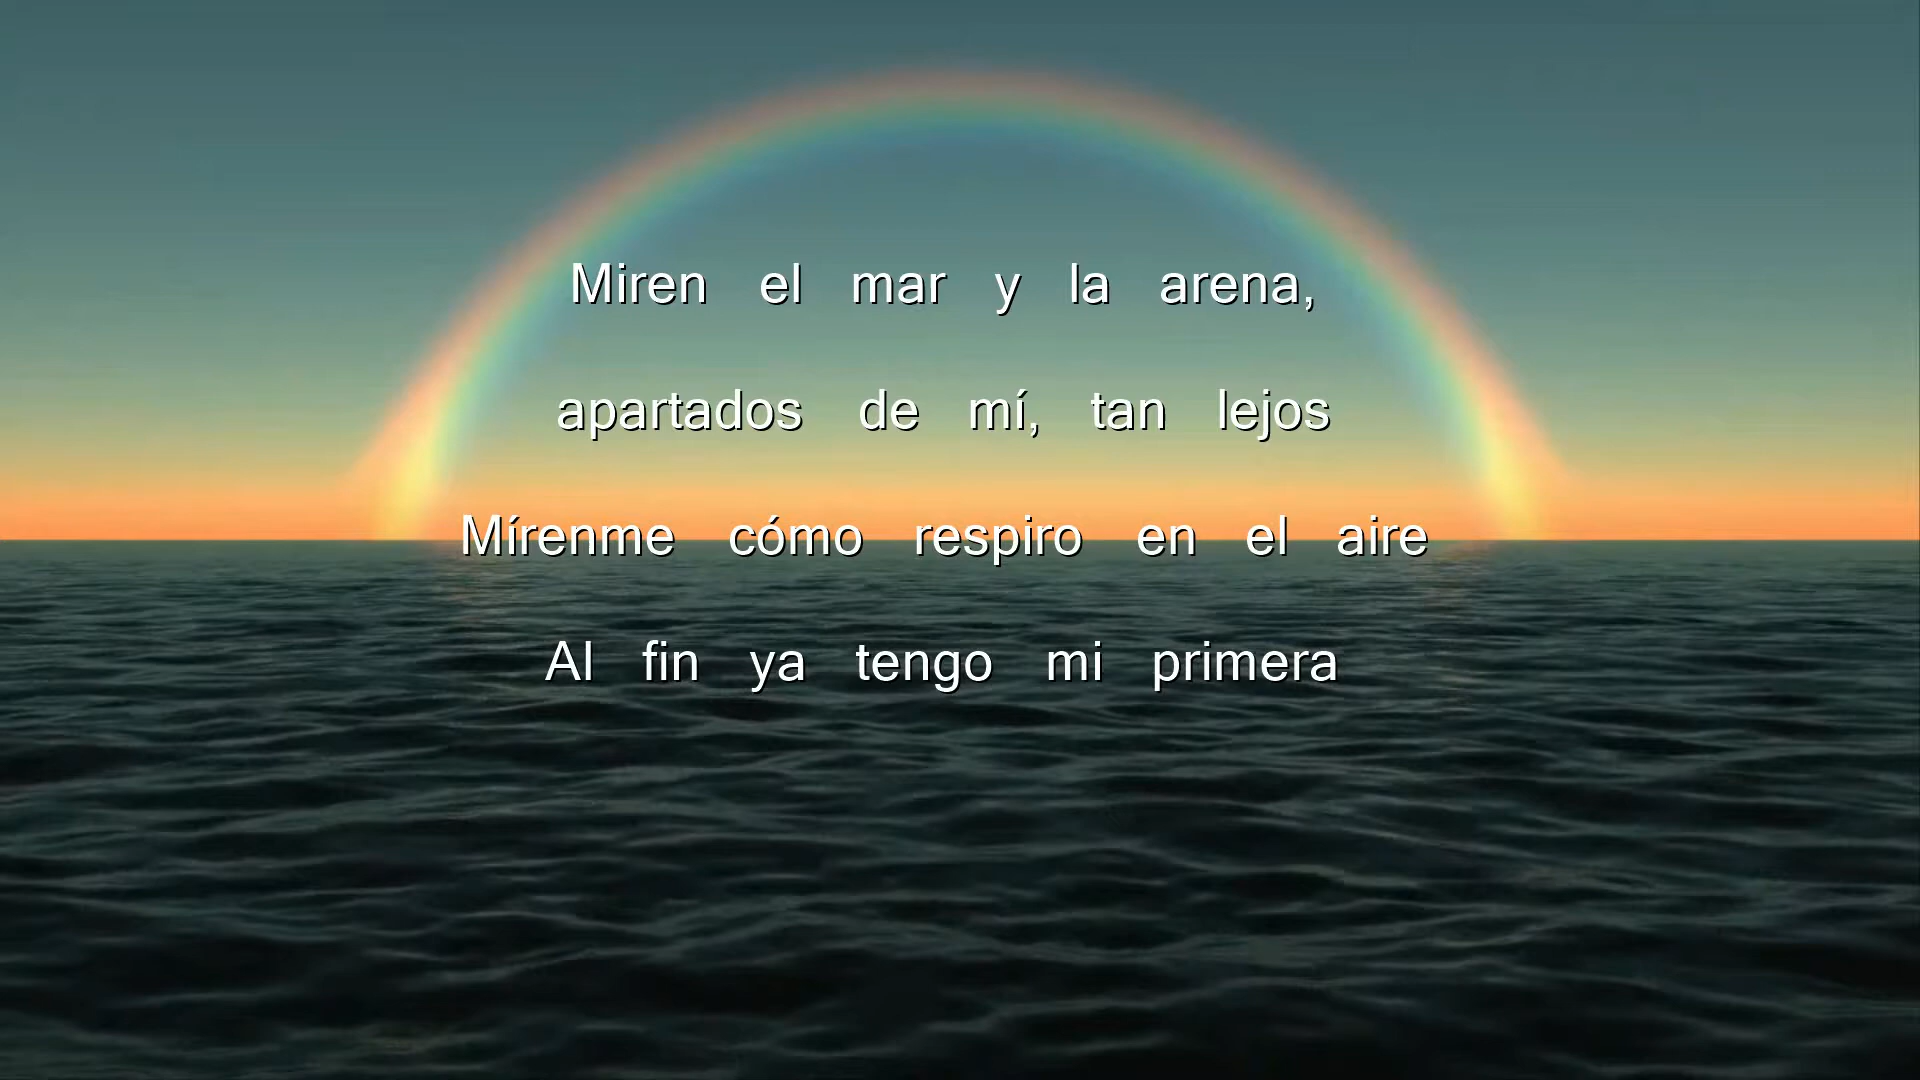 Miren el mar y la arena,
apartados de mí, tan lejos
Mírenme cómo respiro en el aire
Al fin ya tengo mi primera